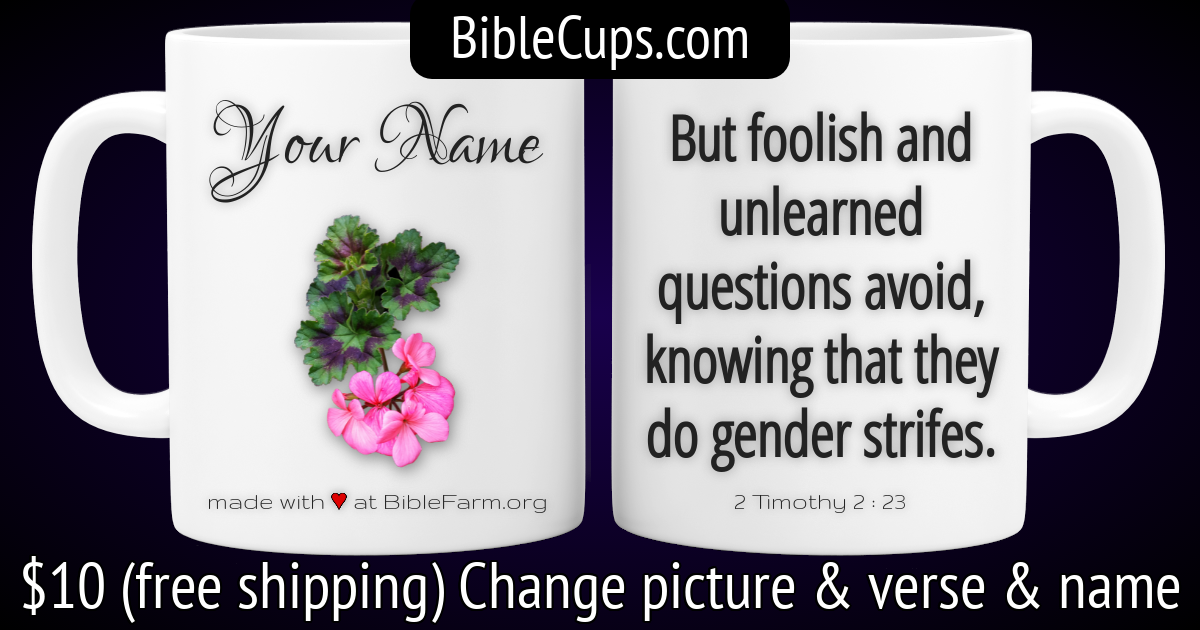 BibleCups.com
Your Name
made with ♥ at BibleFarm.org
But foolish and
unlearned
questions avoid,
knowing that they
do gender strifes.
2 Timothy 2 : 23
$10 (free shipping) Change picture & verse & name